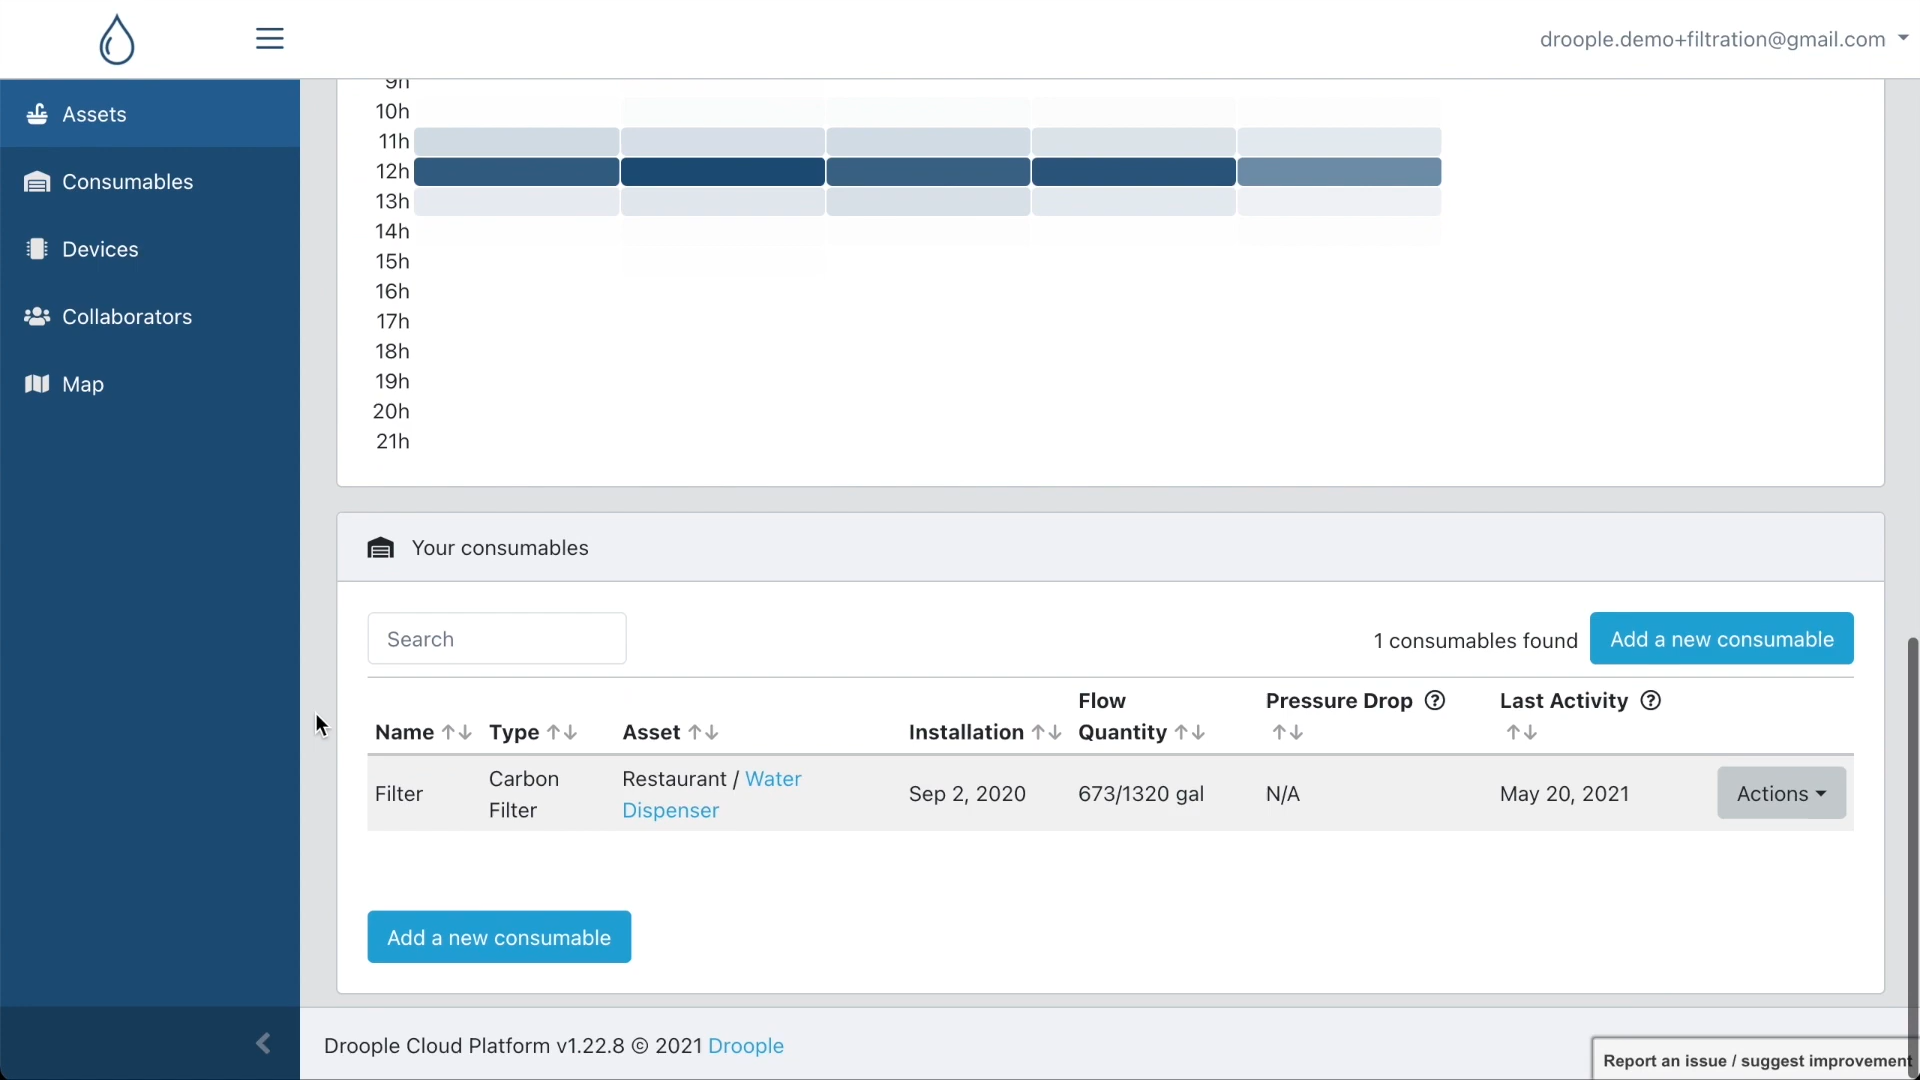 droople.demo+filtration@gmail.com
Assets
Consumables
Devices
Collaborators
Map
9h
10h
11h
12h
13h
14h
15h
16h
17h
18h
19h
20h
21h
Your consumables
Search
1 consumables found
Add a new consumable
Name
Type
Asset
Installation
Flow
Quantity
Pressure Drop
Last Activity
Filter
Carbon
Filter
Restaurant / Water
Dispenser
Sep 2, 2020
673/1320 gal
N/A
May 20, 2021
Actions
Add a new consumable
Droople Cloud Platform v1.22.8 © 2021 Droople
Report an issue / suggest improvement